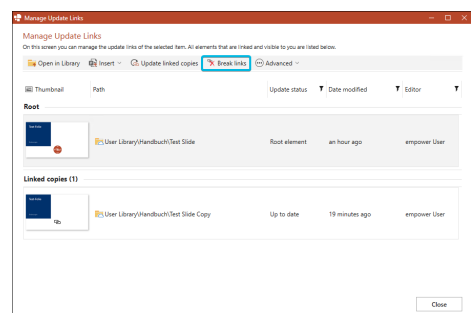 Manage Update Links
Manage Update Links
On this screen you can manage the update links of the selected item. All elements that are linked and visible to you are listed below.
Open in Library Insert Update linked copies Break links Advanced
Thumbnail Path Update status Date modified Editor
Root
User Library\Handbuch\Test Slide Root element an hour ago empower User
Linked copies (1)
User Library\Handbuch\Test Slide Copy Up to date 19 minutes ago empower User
Close